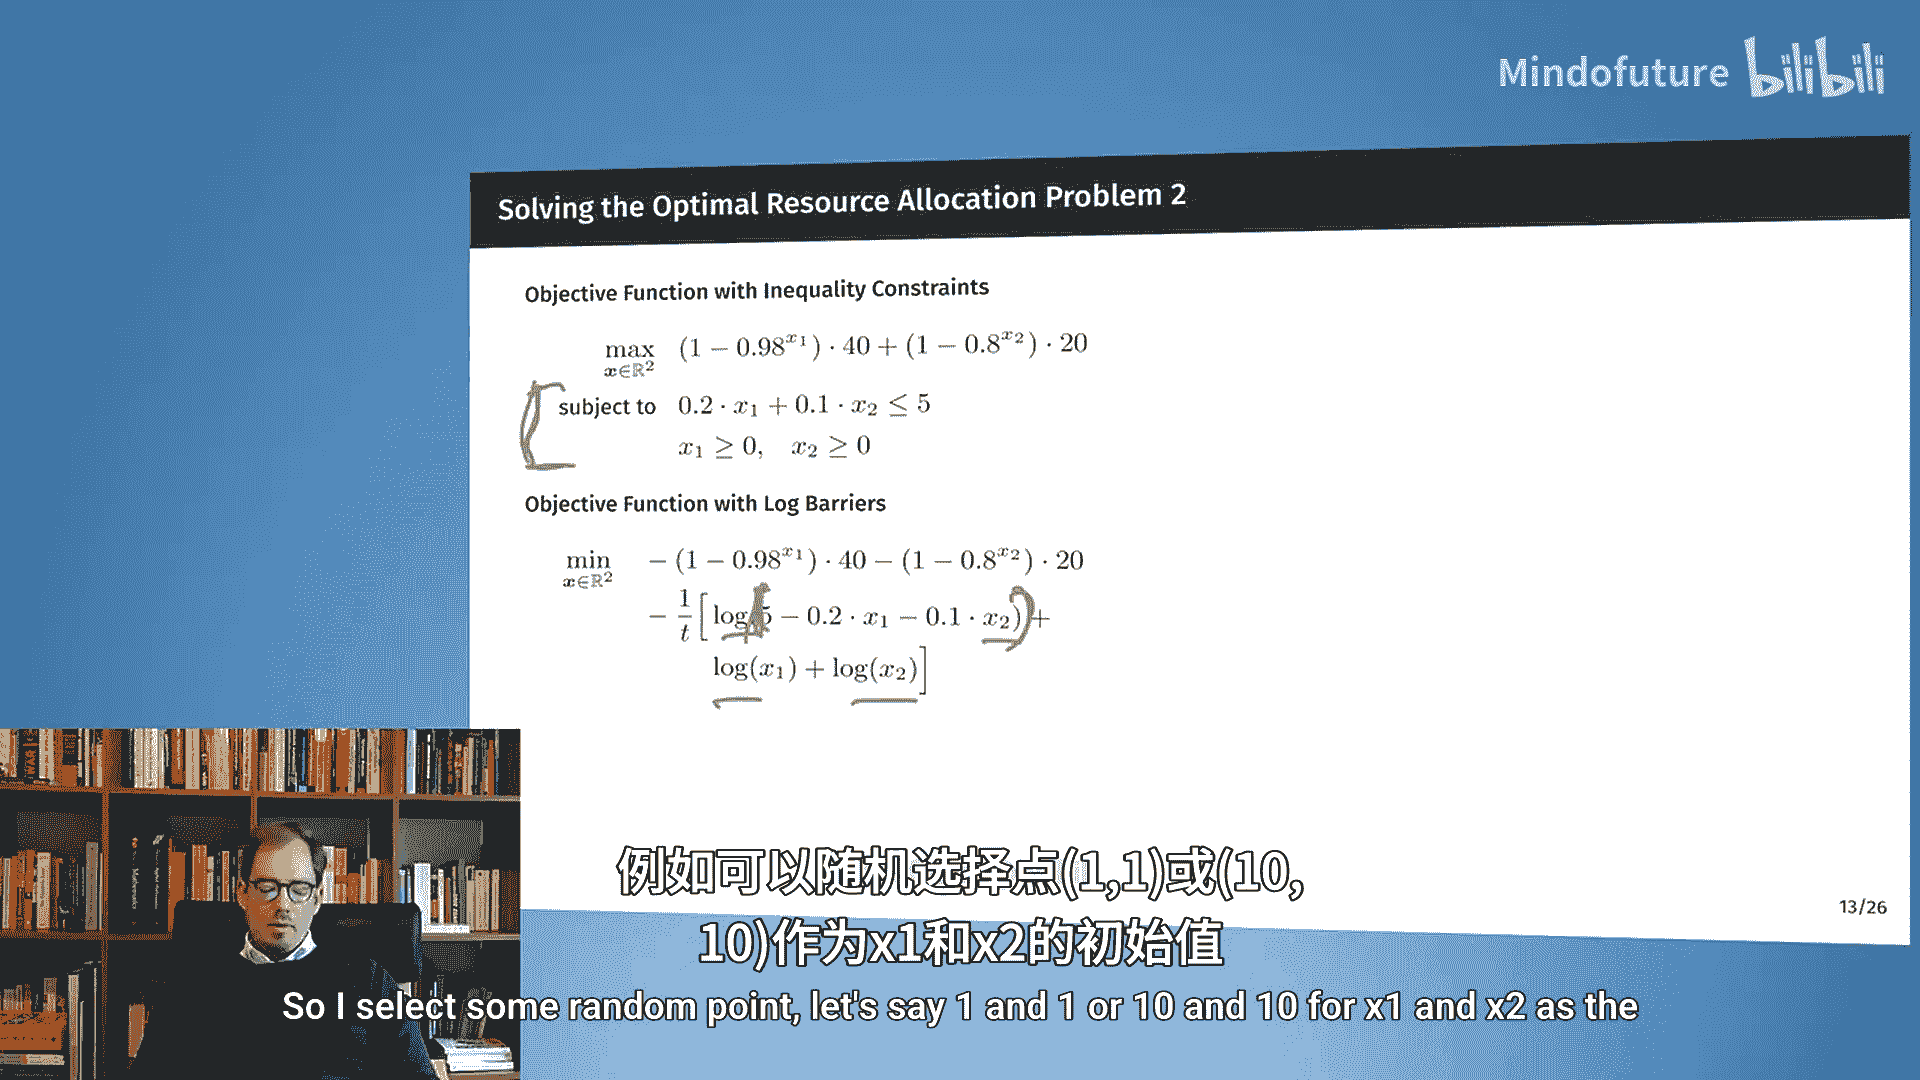 Mindofuture bilibili
Solving the Optimal Resource Allocation Problem 2
Objective Function with Inequality Constraints
max x∈ℝ² (1 − 0.98^{x₁}) · 40 + (1 − 0.8^{x₂}) · 20
subject to 0.2 · x₁ + 0.1 · x₂ ≤ 5
x₁ ≥ 0, x₂ ≥ 0
Objective Function with Log Barriers
min x∈ℝ² − (1 − 0.98^{x₁}) · 40 − (1 − 0.8^{x₂}) · 20
− 1/t [ log(5 − 0.2 · x₁ − 0.1 · x₂) +
log(x₁) + log(x₂) ]
13/26
例如可以随机选择点(1,1)或(10,
10)作为x1和x2的初始值
So I select some random point, let's say 1 and 1 or 10 and 10 for x1 and x2 as the